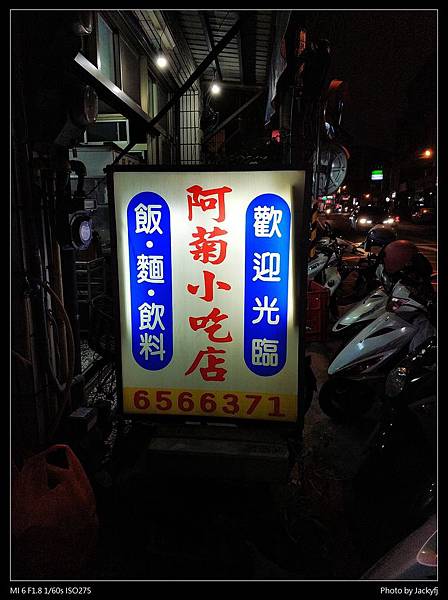 歡迎光臨
阿菊小吃店
飯·麵·飲料
6566371
MI 6 F1.8 1/60s ISO275
Photo by Jackyfj